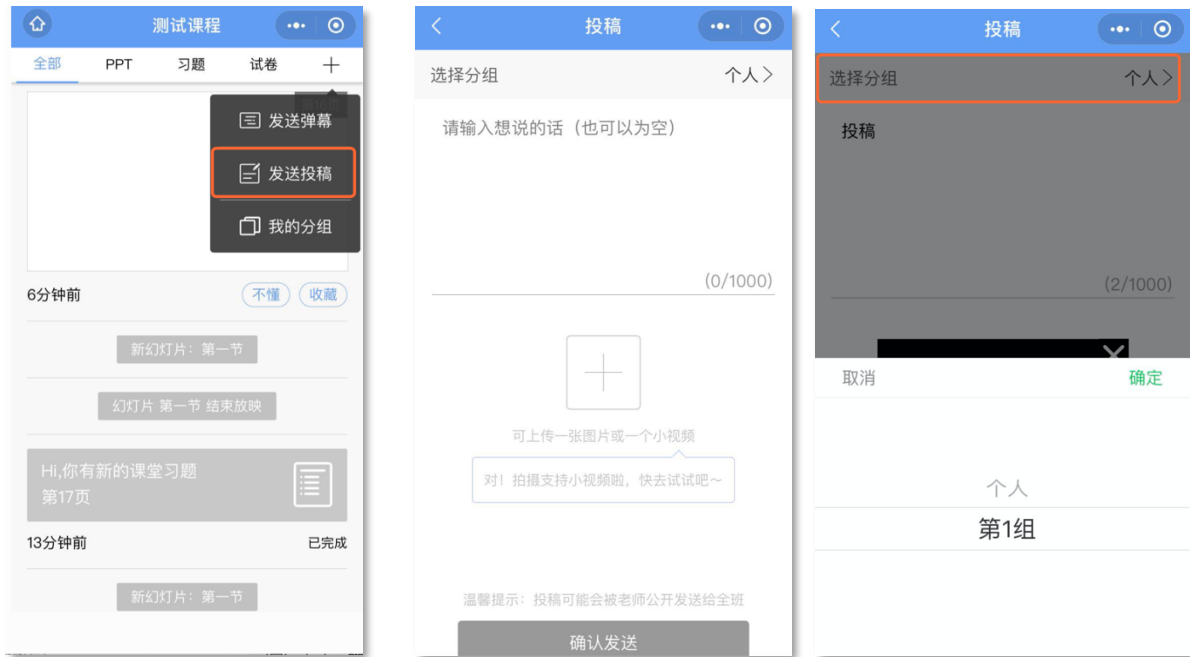 测试课程
全部 PPT 习题 试卷
第16页
发送弹幕
发送投稿
我的分组
6分钟前 不懂 收藏
新幻灯片：第一节
幻灯片 第一节 结束放映
Hi,你有新的课堂习题
第17页
13分钟前 已完成
新幻灯片：第一节
投稿
选择分组 个人
请输入想说的话（也可以为空）
(0/1000)
可上传一张图片或一个小视频
对！拍摄支持小视频啦，快去试试吧～
温馨提示：投稿可能会被老师公开发送给全班
确认发送
投稿
选择分组 个人
投稿
(2/1000)
取消 确定
个人
第1组